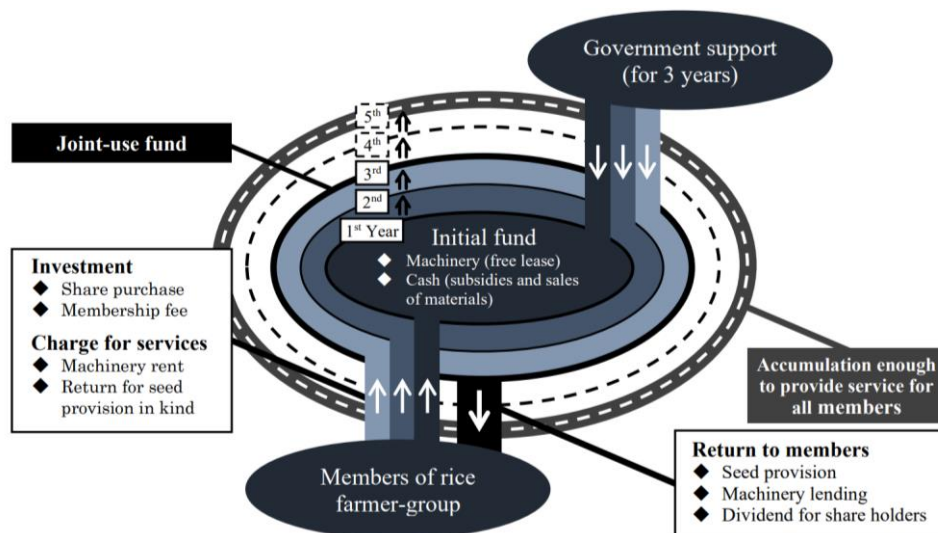 Government support
(for 3 years)
5th
4th
3rd
2nd
1st Year
Joint-use fund
Initial fund
◆ Machinery (free lease)
◆ Cash (subsidies and sales
of materials)
Investment
◆ Share purchase
◆ Membership fee
Charge for services
◆ Machinery rent
◆ Return for seed
provision in kind
Accumulation enough
to provide service for
all members
Members of rice
farmer-group
Return to members
◆ Seed provision
◆ Machinery lending
◆ Dividend for share holders